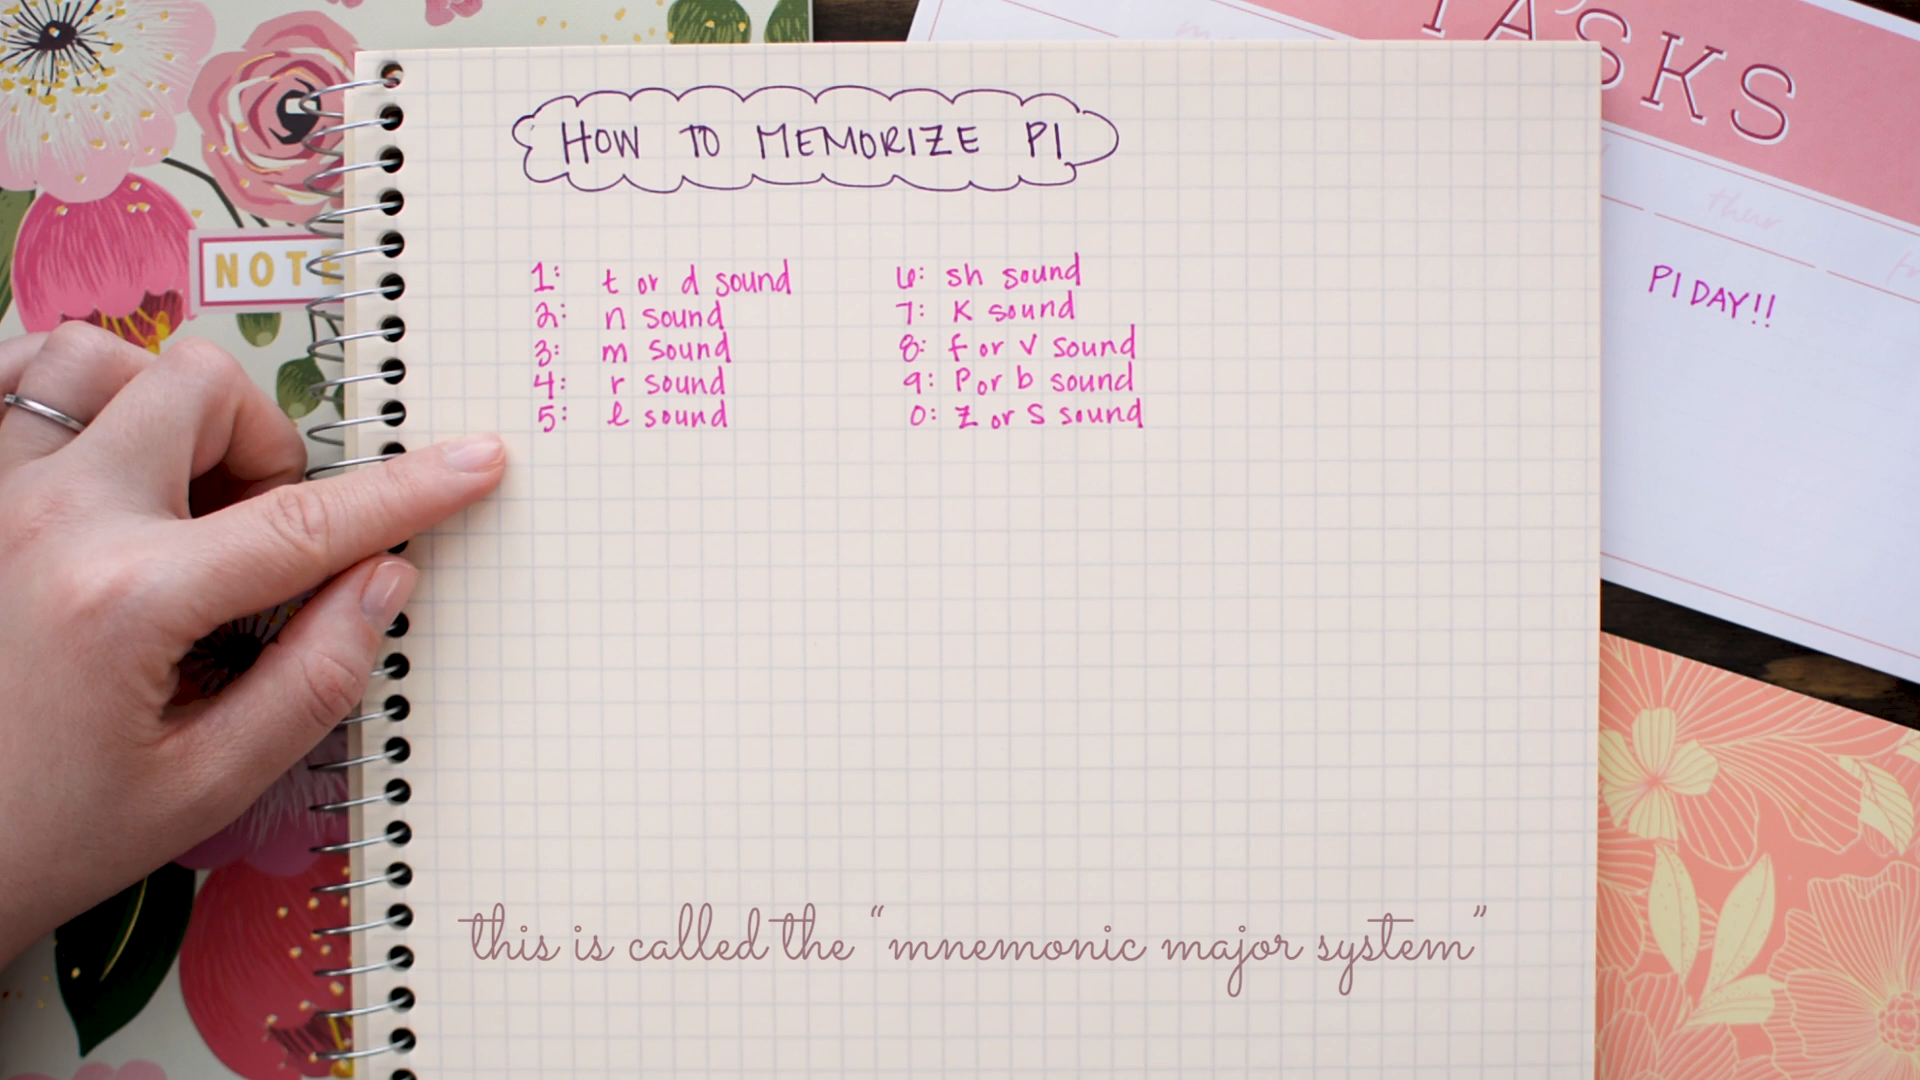 TASKS
NOTE
HOW TO MEMORIZE PI
thur
PI DAY!!
1: t or d sound
2: n sound
3: m sound
4: r sound
5: l sound
6: sh sound
7: K sound
8: f or v sound
9: P or b sound
0: Z or S sound
this is called the “mnemonic major system”